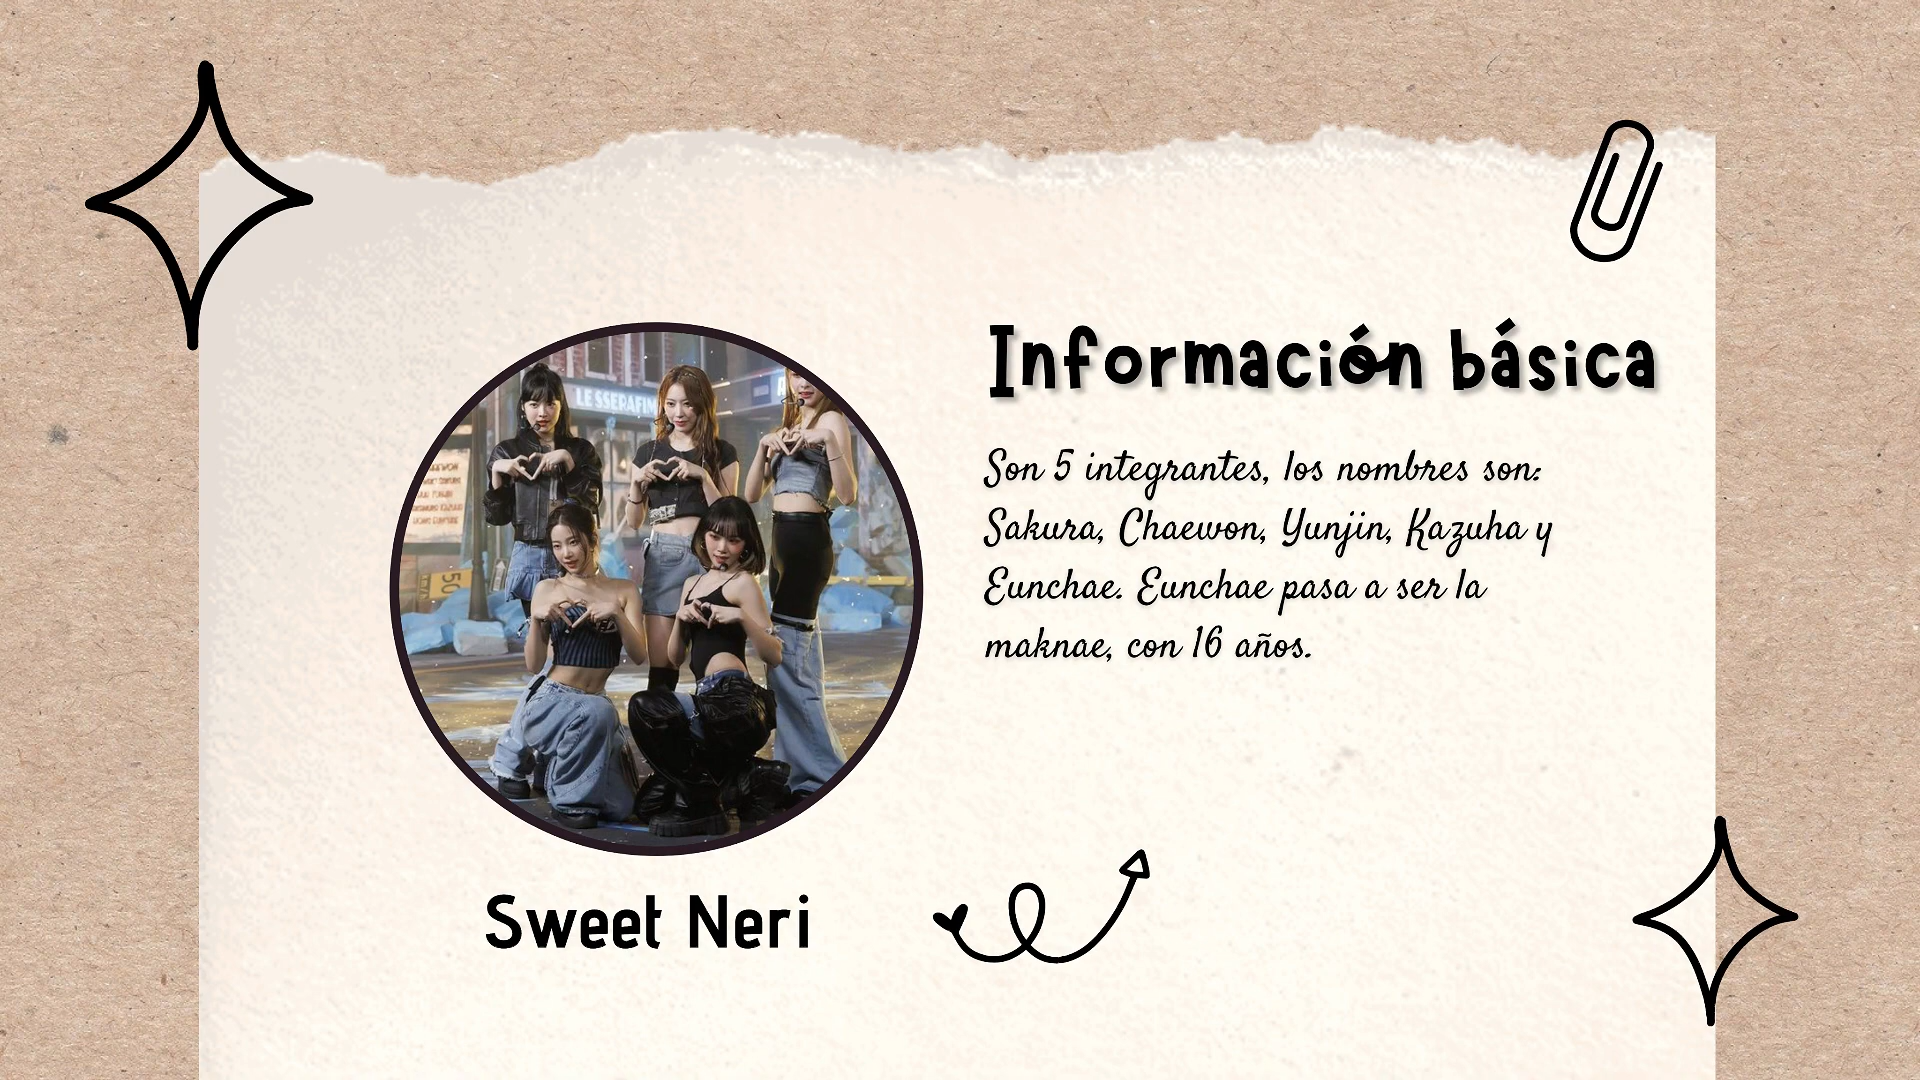 LE SSERAFIM
Información básica
Son 5 integrantes, los nombres son:
Sakura, Chaewon, Yunjin, Kazuha y
Eunchae. Eunchae pasa a ser la
maknae, con 16 años.
Sweet Neri